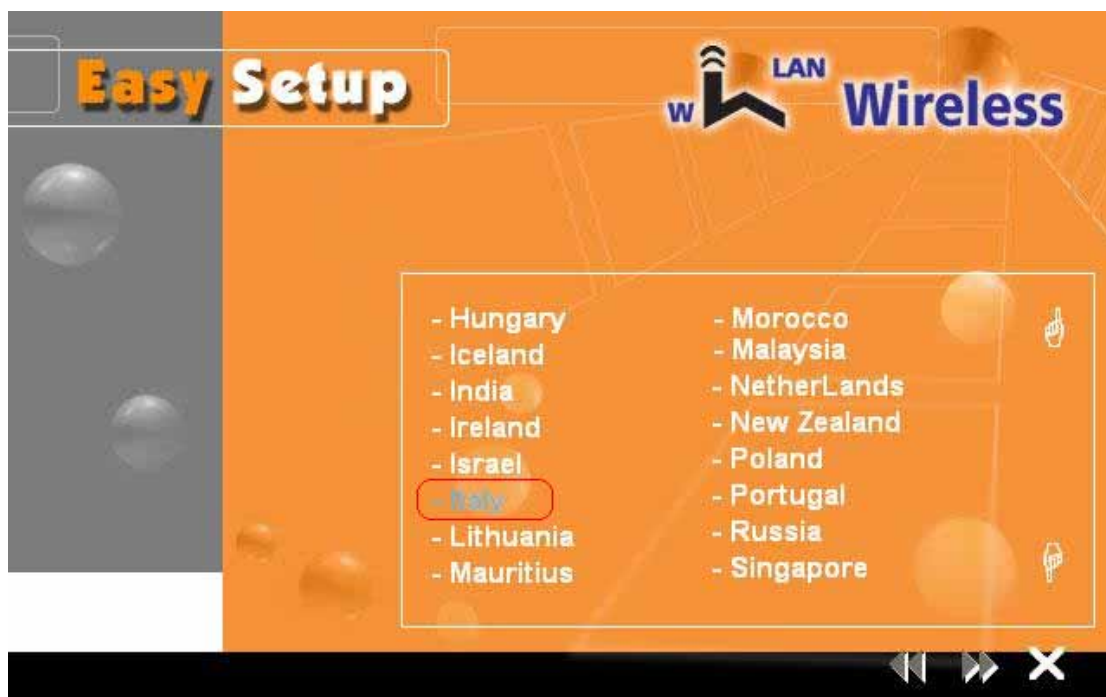 Easy Setup
W LAN Wireless
- Hungary
- Iceland
- India
- Ireland
- Israel
- Italy
- Lithuania
- Mauritius
- Morocco
- Malaysia
- NetherLands
- New Zealand
- Poland
- Portugal
- Russia
- Singapore